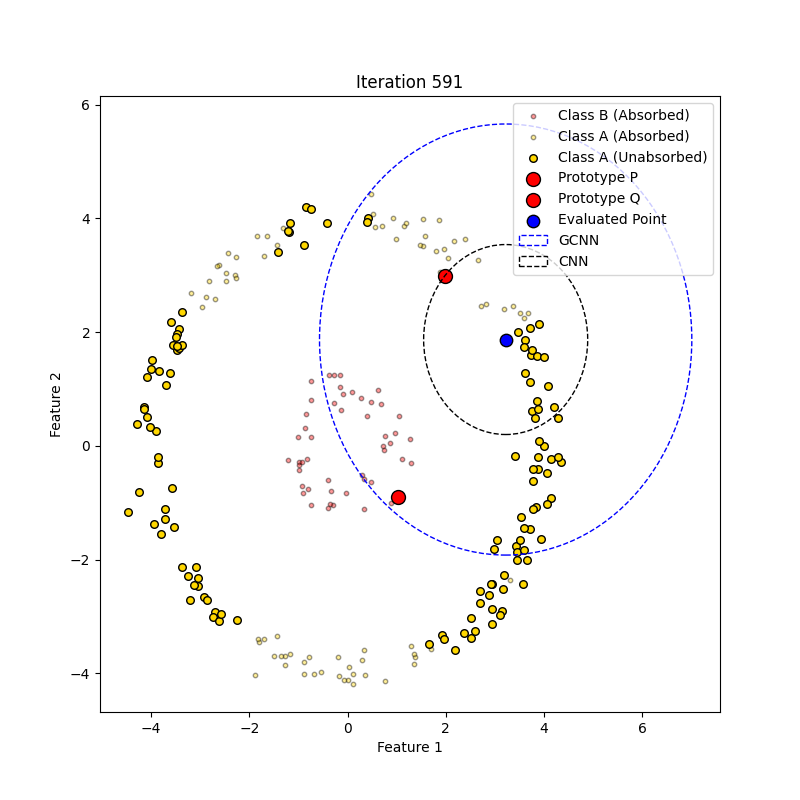 Iteration 591
Class B (Absorbed)
Class A (Absorbed)
Class A (Unabsorbed)
Prototype P
Prototype Q
Evaluated Point
GCNN
CNN
6
4
2
0
−2
−4
Feature 2
−4 −2 0 2 4 6
Feature 1